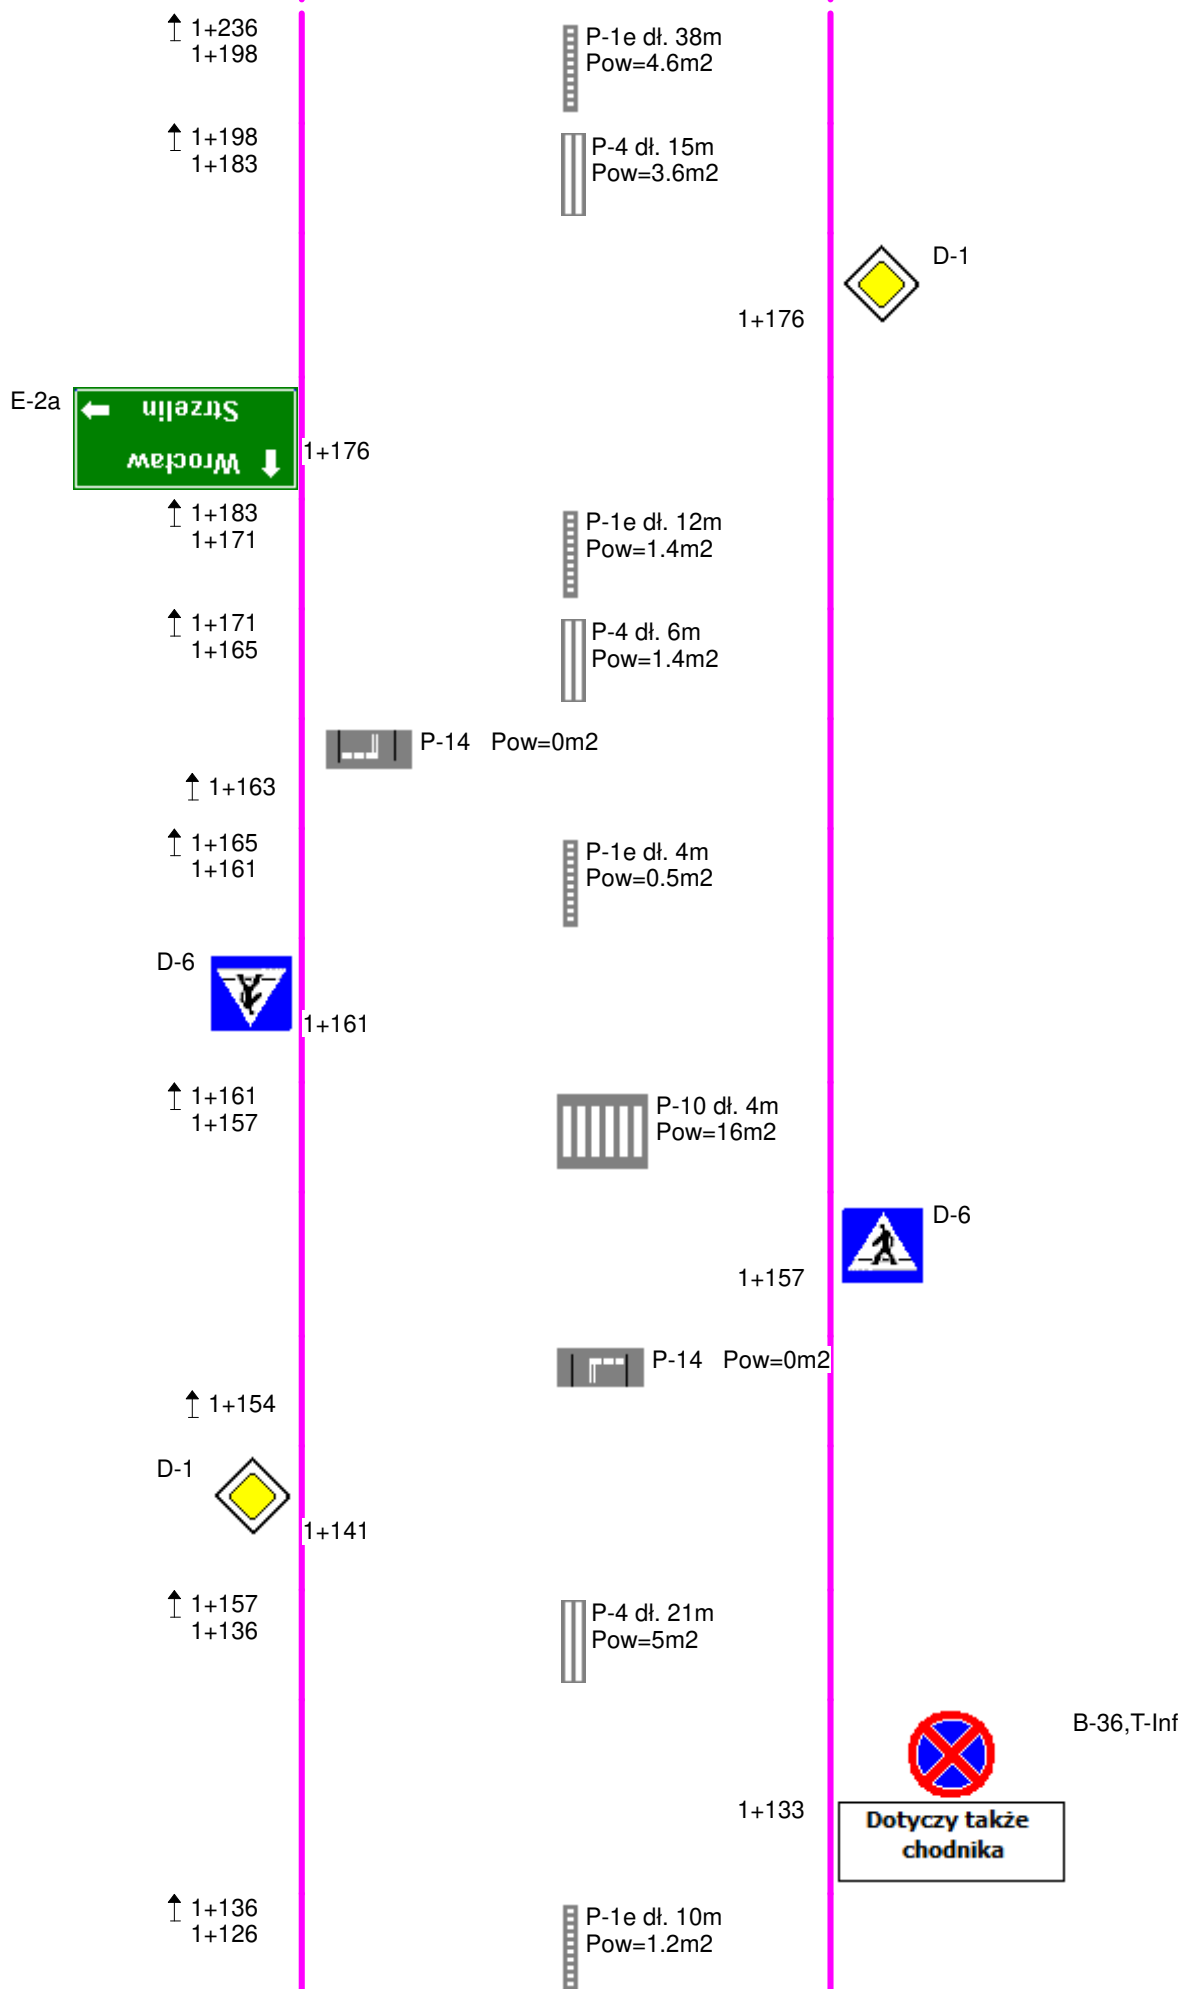 1+236
1+198
P-1e dł. 38m
Pow=4.6m2
1+198
1+183
P-4 dł. 15m
Pow=3.6m2
D-1
1+176
E-2a
Strzelin
Wrocław
1+176
1+183
1+171
P-1e dł. 12m
Pow=1.4m2
1+171
1+165
P-4 dł. 6m
Pow=1.4m2
P-14 Pow=0m2
1+163
1+165
1+161
P-1e dł. 4m
Pow=0.5m2
D-6
1+161
1+161
1+157
P-10 dł. 4m
Pow=16m2
D-6
1+157
P-14 Pow=0m2
1+154
D-1
1+141
1+157
1+136
P-4 dł. 21m
Pow=5m2
B-36,T-Inf
1+133
Dotyczy także
chodnika
1+136
1+126
P-1e dł. 10m
Pow=1.2m2